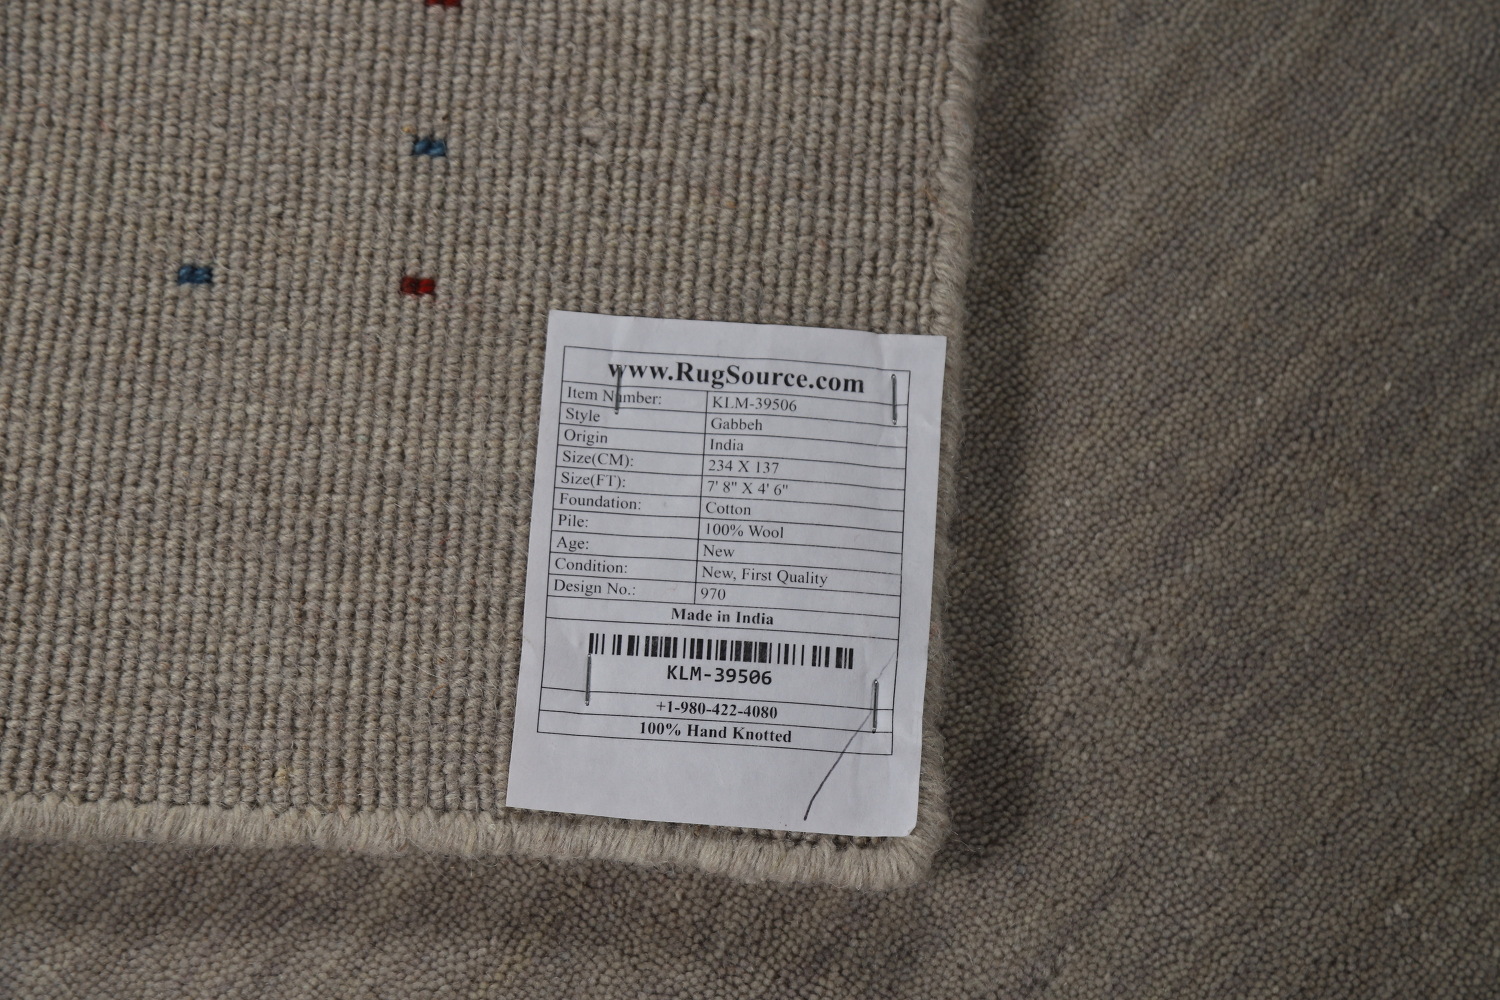 www.RugSource.com
Item Number: KLM-39506
Style Gabbeh
Origin India
Size(CM): 234 X 137
Size(FT): 7' 8" X 4' 6"
Foundation: Cotton
Pile: 100% Wool
Age: New
Condition: New, First Quality
Design No.: 970
Made in India
KLM-39506
+1-980-422-4080
100% Hand Knotted